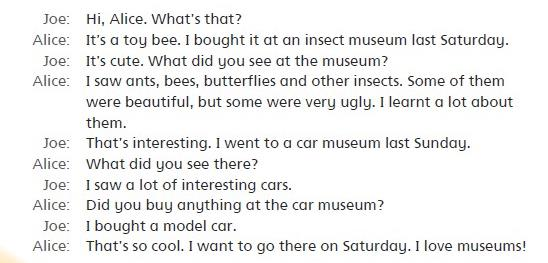 Joe: Hi, Alice. What's that?
Alice: It's a toy bee. I bought it at an insect museum last Saturday.
Joe: It's cute. What did you see at the museum?
Alice: I saw ants, bees, butterflies and other insects. Some of them
were beautiful, but some were very ugly. I learnt a lot about
them.
Joe: That's interesting. I went to a car museum last Sunday.
Alice: What did you see there?
Joe: I saw a lot of interesting cars.
Alice: Did you buy anything at the car museum?
Joe: I bought a model car.
Alice: That's so cool. I want to go there on Saturday. I love museums!